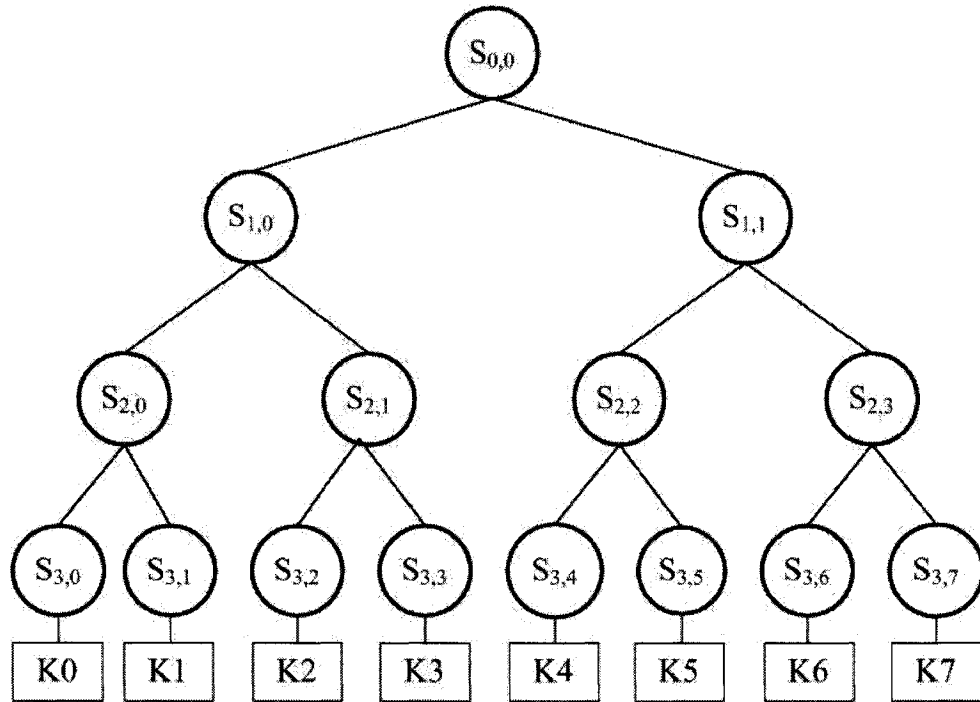 S0,0
S1,0 S1,1
S2,0 S2,1 S2,2 S2,3
S3,0 S3,1 S3,2 S3,3 S3,4 S3,5 S3,6 S3,7
K0 K1 K2 K3 K4 K5 K6 K7